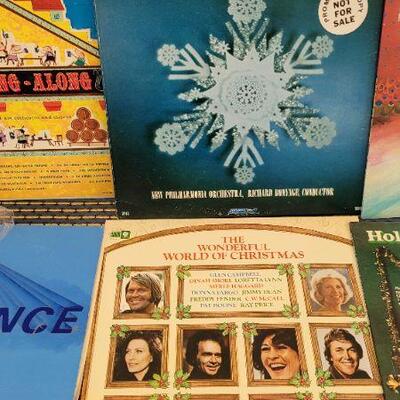 NG-ALONG
PROMO
COPY
NOT
FOR
SALE
NEW PHILHARMONIA ORCHESTRA, RICHARD BONYNGE, CONDUCTOR
NCE
THE
WONDERFUL
WORLD OF CHRISTMAS
GLEN CAMPBELL
DINAH SHORE LORETTA LYNN
MERLE HAGGARD
DONNA FARGO JIMMY DEAN
FREDDY FENDER C.W. McCALL
PAT BOONE RAY PRICE
Hol